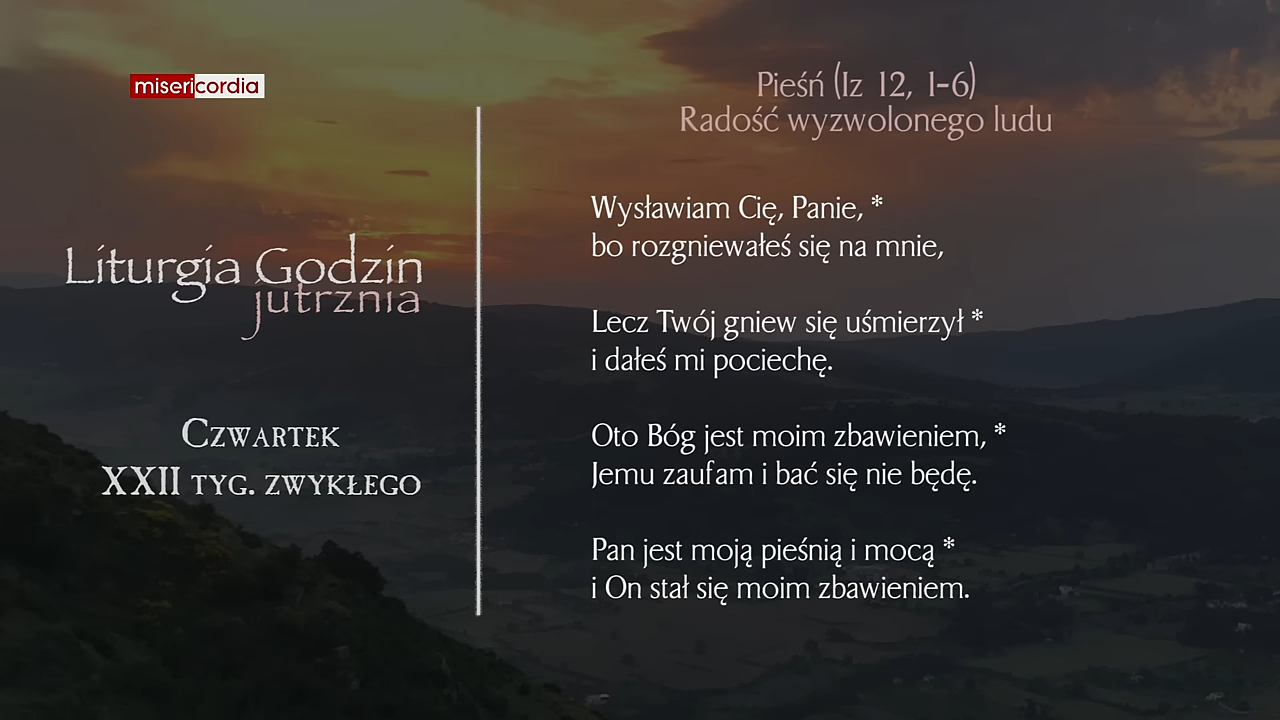 misericordia
Liturgia Godzin
jutrznia
Czwartek
XXII tyg. zwykłego
Pieśń (Iz 12, 1-6)
Radość wyzwolonego ludu
Wysławiam Cię, Panie, *
bo rozgniewałeś się na mnie,
Lecz Twój gniew się uśmierzył *
i dałeś mi pociechę.
Oto Bóg jest moim zbawieniem, *
Jemu zaufam i bać się nie będę.
Pan jest moją pieśnią i mocą *
i On stał się moim zbawieniem.